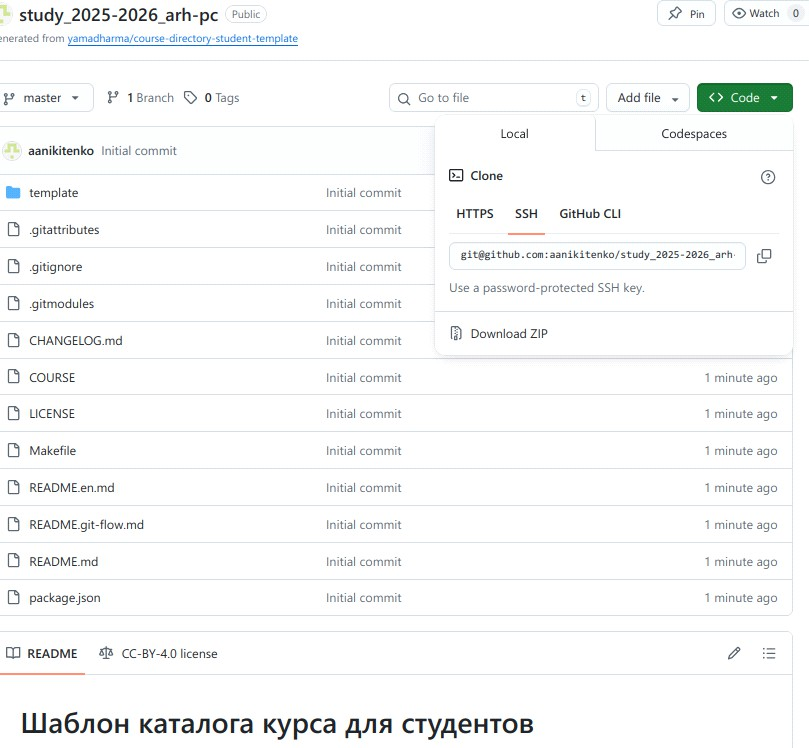 study_2025-2026_arh-pc Public Pin Watch 0
enerated from yamadharma/course-directory-student-template
master 1 Branch 0 Tags Go to file t Add file Code
Local Codespaces
aanikitenko Initial commit
Clone
template Initial commit
HTTPS SSH GitHub CLI
.gitattributes Initial commit
git@github.com:aanikitenko/study_2025-2026_arh-
.gitignore Initial commit
Use a password-protected SSH key.
.gitmodules Initial commit
Download ZIP
CHANGELOG.md Initial commit
COURSE Initial commit 1 minute ago
LICENSE Initial commit 1 minute ago
Makefile Initial commit 1 minute ago
README.en.md Initial commit 1 minute ago
README.git-flow.md Initial commit 1 minute ago
README.md Initial commit 1 minute ago
package.json Initial commit 1 minute ago
README CC-BY-4.0 license
Шаблон каталога курса для студентов